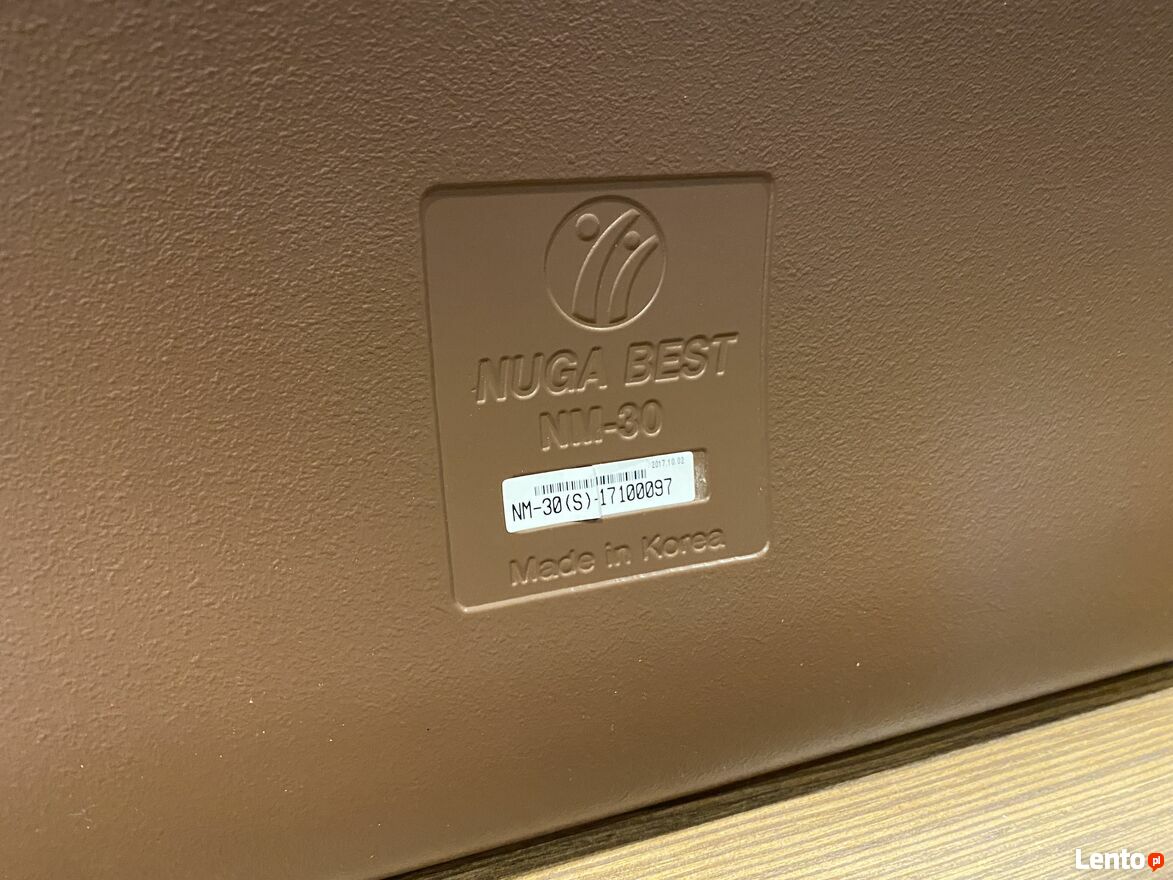 NUGA BEST
NM-30
2017.10.02
NM-30(S)-17100097
Made in Korea
Lento.pl